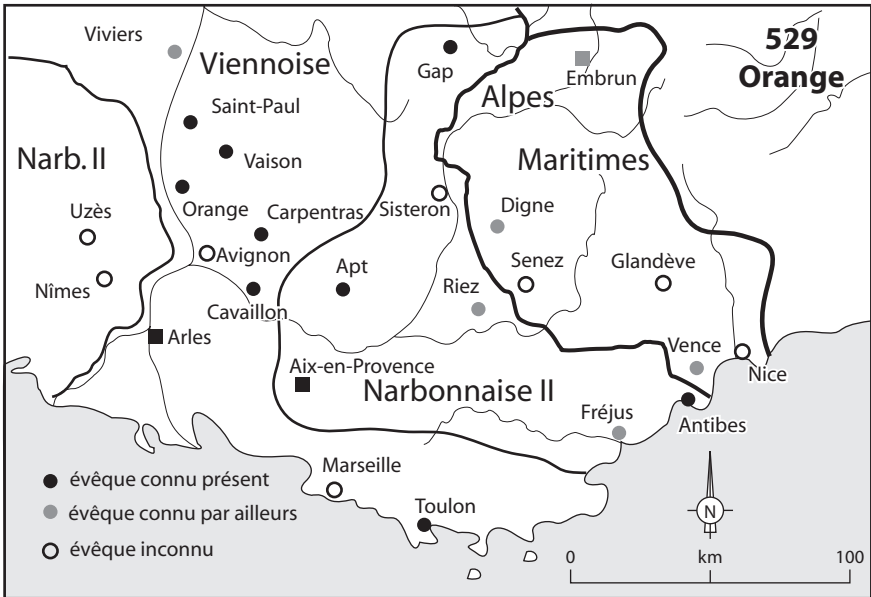 Viviers
Viennoise
Gap
Embrun
529
Orange
Alpes
Maritimes
Saint-Paul
Vaison
Narb. II
Orange
Carpentras
Sisteron
Digne
Uzès
Avignon
Senez
Glandève
Nîmes
Apt
Riez
Cavaillon
Arles
Vence
Nice
Aix-en-Provence
Narbonnaise II
Fréjus
Antibes
Marseille
Toulon
évêque connu présent
évêque connu par ailleurs
évêque inconnu
N
0 km 100